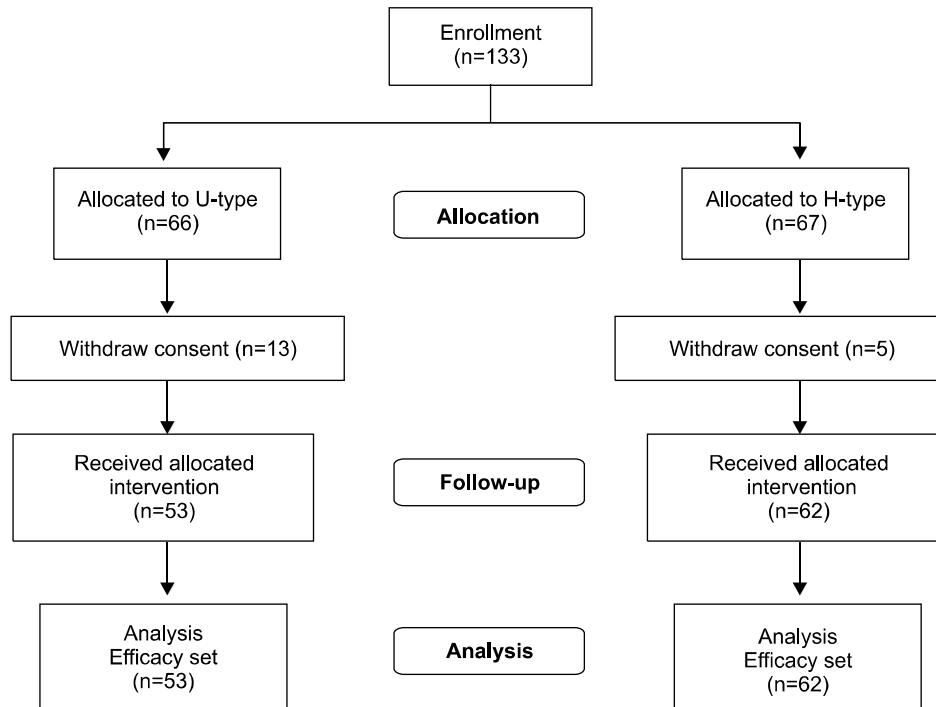 Enrollment
(n=133)
Allocated to U-type
(n=66)
Allocation
Allocated to H-type
(n=67)
Withdraw consent (n=13)
Withdraw consent (n=5)
Received allocated
intervention
(n=53)
Follow-up
Received allocated
intervention
(n=62)
Analysis
Efficacy set
(n=53)
Analysis
Analysis
Efficacy set
(n=62)